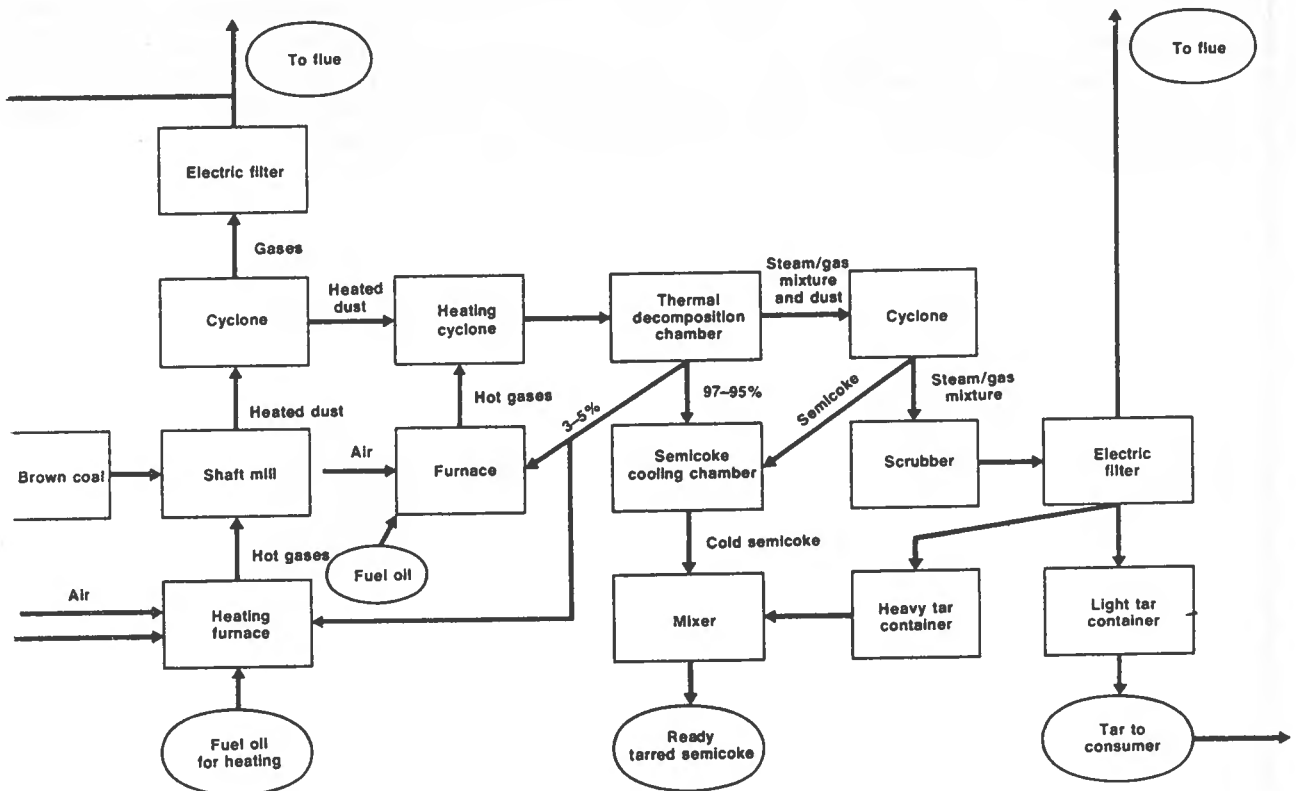 To flue
To flue
Electric filter
Gases
Cyclone
Heated
dust
Heating
cyclone
Thermal
decomposition
chamber
Steam/gas
mixture
and dust
Cyclone
Heated dust
Hot gases
3–5%
97–95%
Semicoke
Steam/gas
mixture
Brown coal
Shaft mill
Air
Furnace
Semicoke
cooling chamber
Scrubber
Electric
filter
Hot gases
Fuel oil
Cold semicoke
Air
Heating
furnace
Mixer
Heavy tar
container
Light tar
container
Fuel oil
for heating
Ready
tarred semicoke
Tar to
consumer